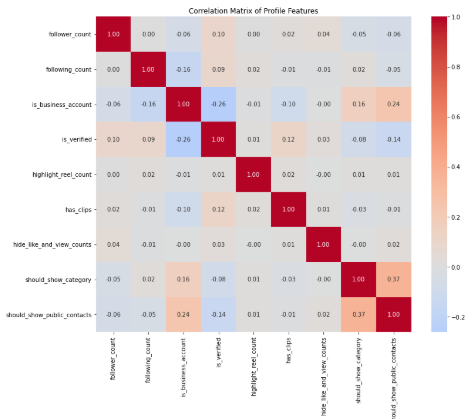 Correlation Matrix of Profile Features
follower_count 1.00 0.00 -0.06 0.10 0.00 0.02 0.04 -0.05 -0.06
following_count 0.00 1.00 -0.16 0.09 0.02 -0.01 -0.01 0.02 -0.05
is_business_account -0.06 -0.16 1.00 -0.26 -0.01 -0.10 -0.00 0.16 0.24
is_verified 0.10 0.09 -0.26 1.00 0.01 0.12 0.03 -0.08 -0.14
highlight_reel_count 0.00 0.02 -0.01 0.01 1.00 0.02 -0.00 0.01 0.01
has_clips 0.02 -0.01 -0.10 0.12 0.02 1.00 0.01 -0.03 -0.01
hide_like_and_view_counts 0.04 -0.01 -0.00 0.03 -0.00 0.01 1.00 -0.00 0.02
should_show_category -0.05 0.02 0.16 -0.08 0.01 -0.03 -0.00 1.00 0.37
should_show_public_contacts -0.06 -0.05 0.24 -0.14 0.01 -0.01 0.02 0.37 1.00
follower_count
following_count
is_business_account
is_verified
highlight_reel_count
has_clips
hide_like_and_view_counts
should_show_category
ould_show_public_contacts
1.0
0.8
0.6
0.4
0.2
0.0
-0.2